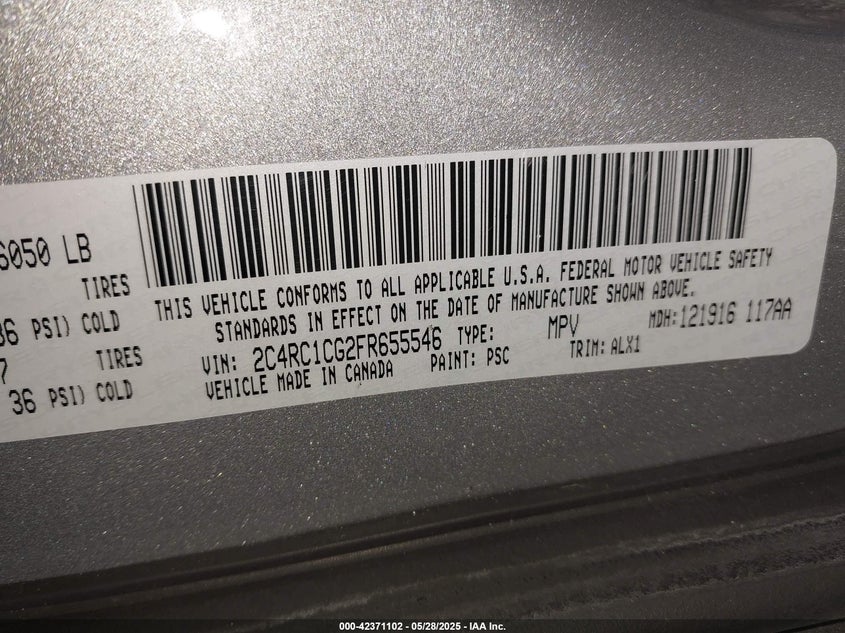 6050 LB
TIRES
36 PSI) COLD
7 TIRES
36 PSI) COLD
THIS VEHICLE CONFORMS TO ALL APPLICABLE U.S.A. FEDERAL MOTOR VEHICLE SAFETY
STANDARDS IN EFFECT ON THE DATE OF MANUFACTURE SHOWN ABOVE.
VIN: 2C4RC1CG2FR655546 TYPE: MPV MDH:121916 117AA
VEHICLE MADE IN CANADA PAINT: PSC TRIM: ALX1
000-42371102 - 05/28/2025 - IAA Inc.